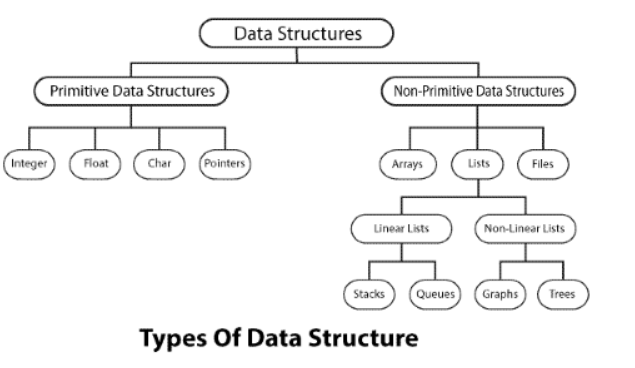 Data Structures
Primitive Data Structures
Non-Primitive Data Structures
Integer
Float
Char
Pointers
Arrays
Lists
Files
Linear Lists
Non-Linear Lists
Stacks
Queues
Graphs
Trees
Types Of Data Structure